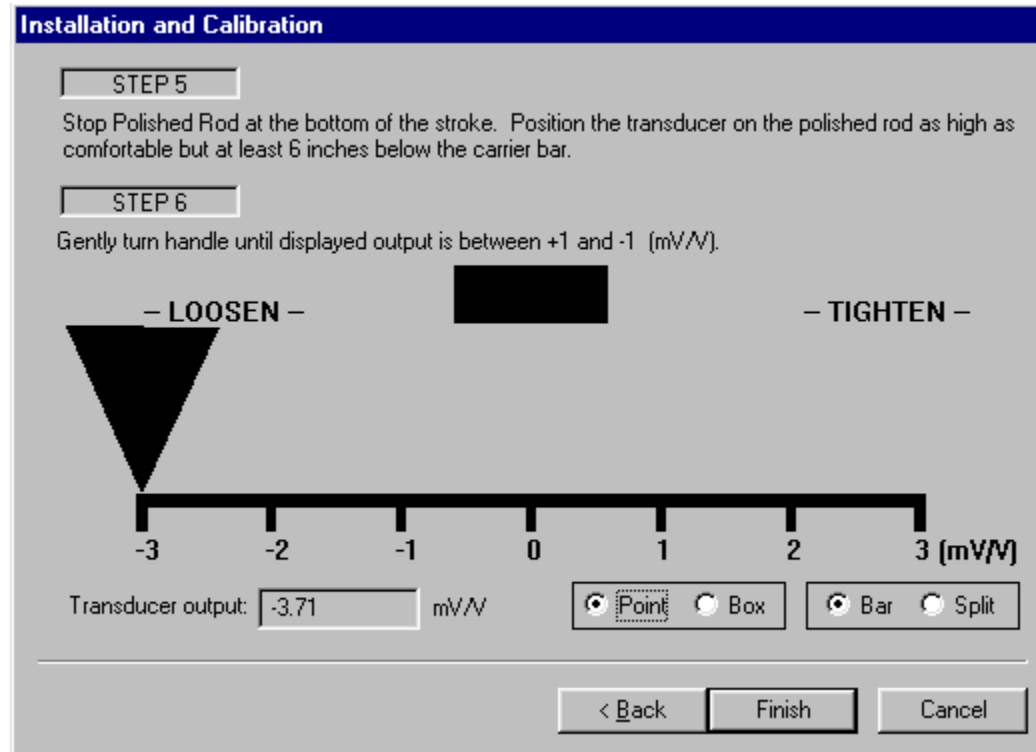 Installation and Calibration
STEP 5
Stop Polished Rod at the bottom of the stroke.  Position the transducer on the polished rod as high as
comfortable but at least 6 inches below the carrier bar.
STEP 6
Gently turn handle until displayed output is between +1 and -1  (mV/V).
– LOOSEN –
– TIGHTEN –
-3 -2 -1 0 1 2 3 (mV/V)
Transducer output: -3.71 mV/V Point Box Bar Split
< Back Finish Cancel